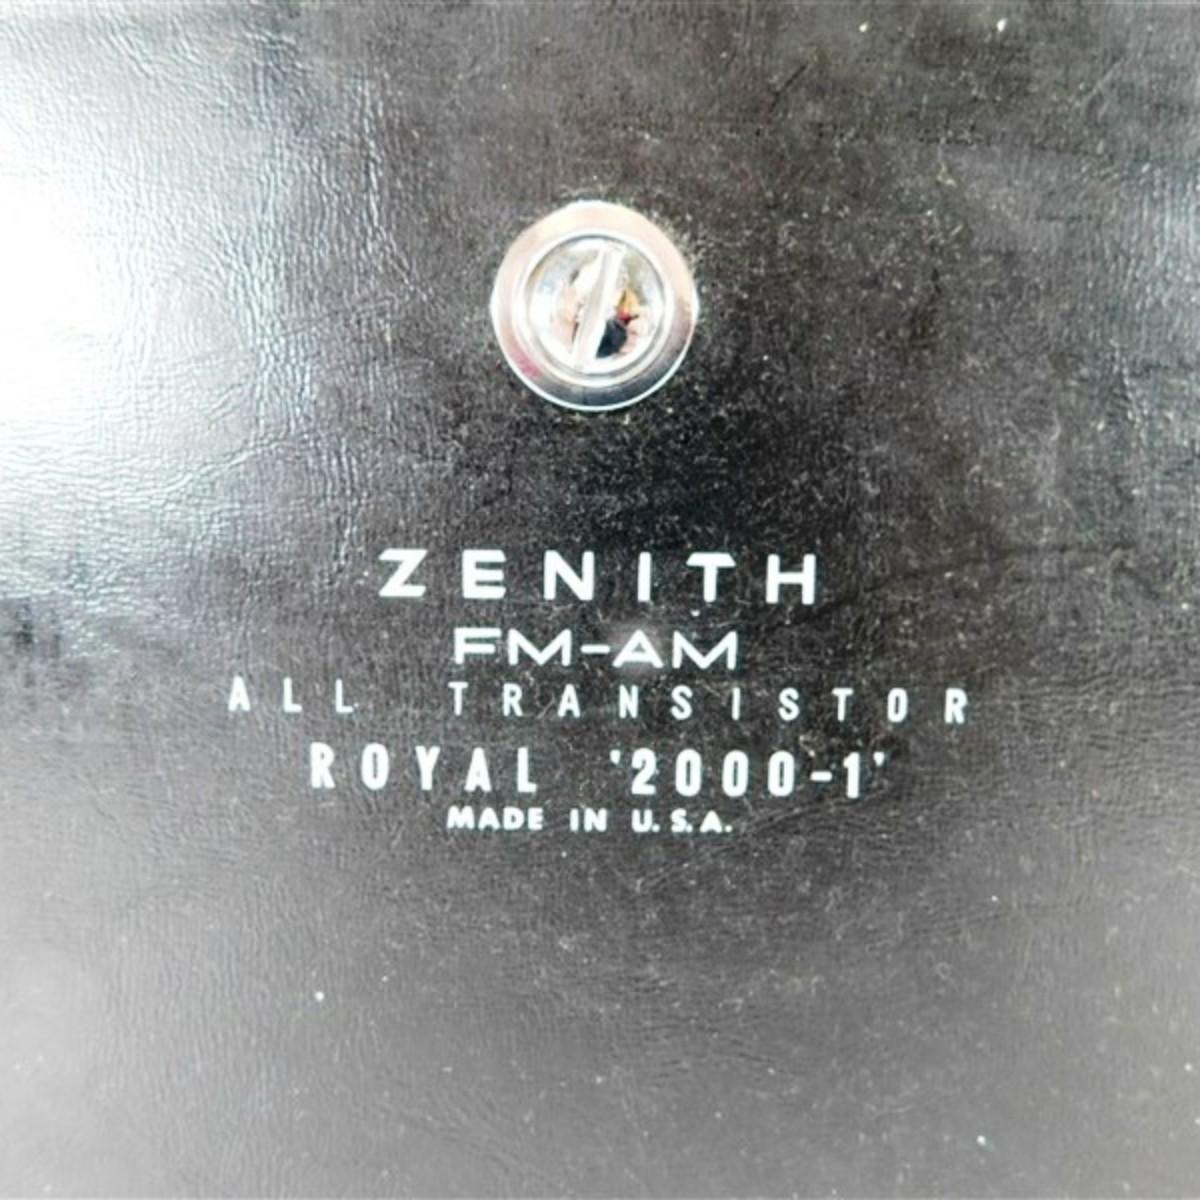 ZENITH
FM-AM
ALL TRANSISTOR
ROYAL '2000-1'
MADE IN U.S.A.